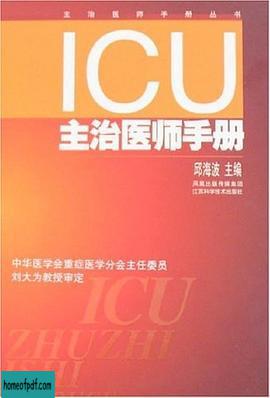 主治医师手册丛书
ICU
主治医师手册
邱海波 主编
凤凰出版传媒集团
江苏科学技术出版社
中华医学会重症医学分会主任委员
刘大为教授审定
ICU
ZHUZHI
ISHI
homeofpdf.com